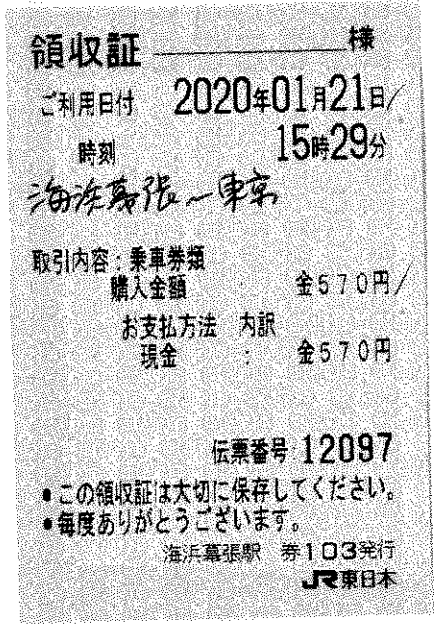 領収証 様
ご利用日付 2020年01月21日
時刻 15時29分
海浜幕張~東京
取引内容:乗車券類
購入金額 : 金570円
お支払方法 内訳
現金 : 金570円
伝票番号 12097
•この領収証は大切に保存してください。
•毎度ありがとうございます。
海浜幕張駅 券103発行
JR東日本